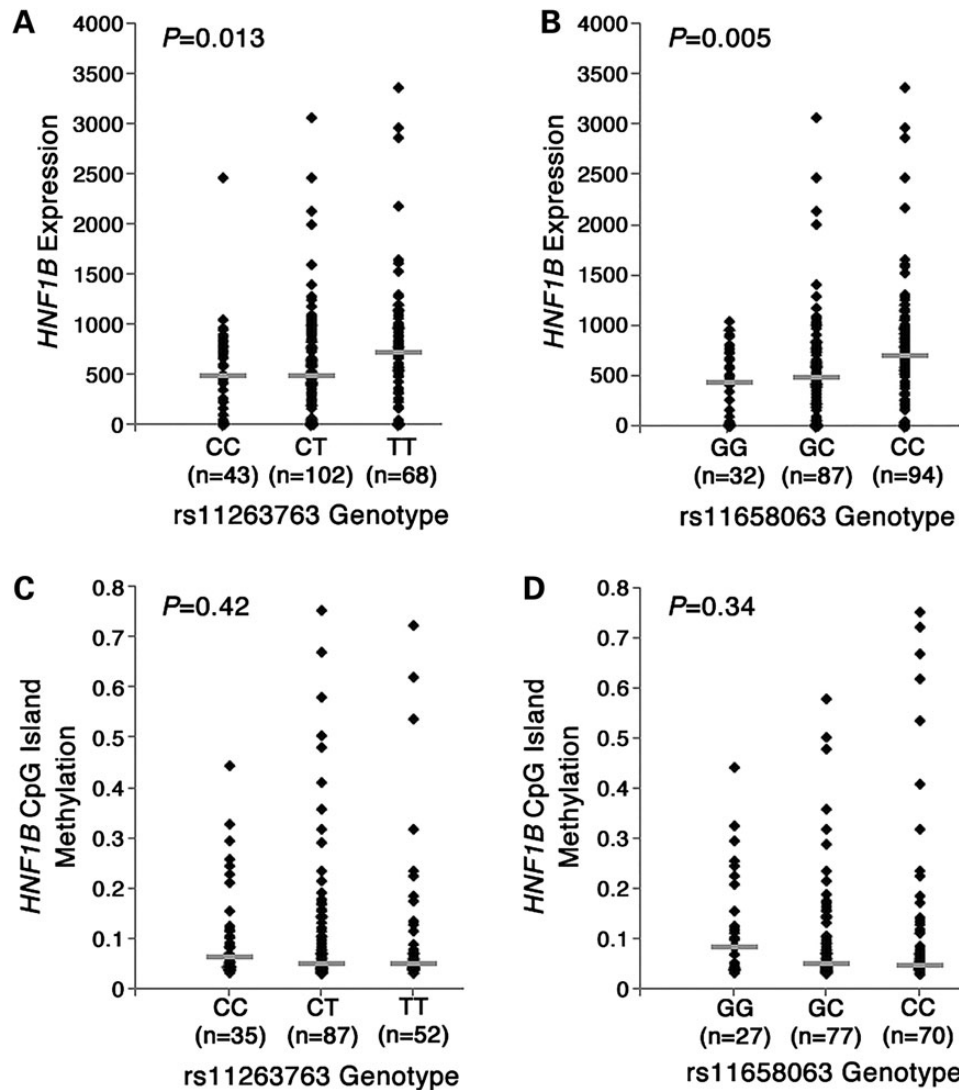 A
P=0.013
HNF1B Expression
4000
3500
3000
2500
2000
1500
1000
500
0
CC CT TT
(n=43) (n=102) (n=68)
rs11263763 Genotype
B
P=0.005
HNF1B Expression
4000
3500
3000
2500
2000
1500
1000
500
0
GG GC CC
(n=32) (n=87) (n=94)
rs11658063 Genotype
C
P=0.42
HNF1B CpG Island
Methylation
0.8
0.7
0.6
0.5
0.4
0.3
0.2
0.1
0
CC CT TT
(n=35) (n=87) (n=52)
rs11263763 Genotype
D
P=0.34
HNF1B CpG Island
Methylation
0.8
0.7
0.6
0.5
0.4
0.3
0.2
0.1
0
GG GC CC
(n=27) (n=77) (n=70)
rs11658063 Genotype